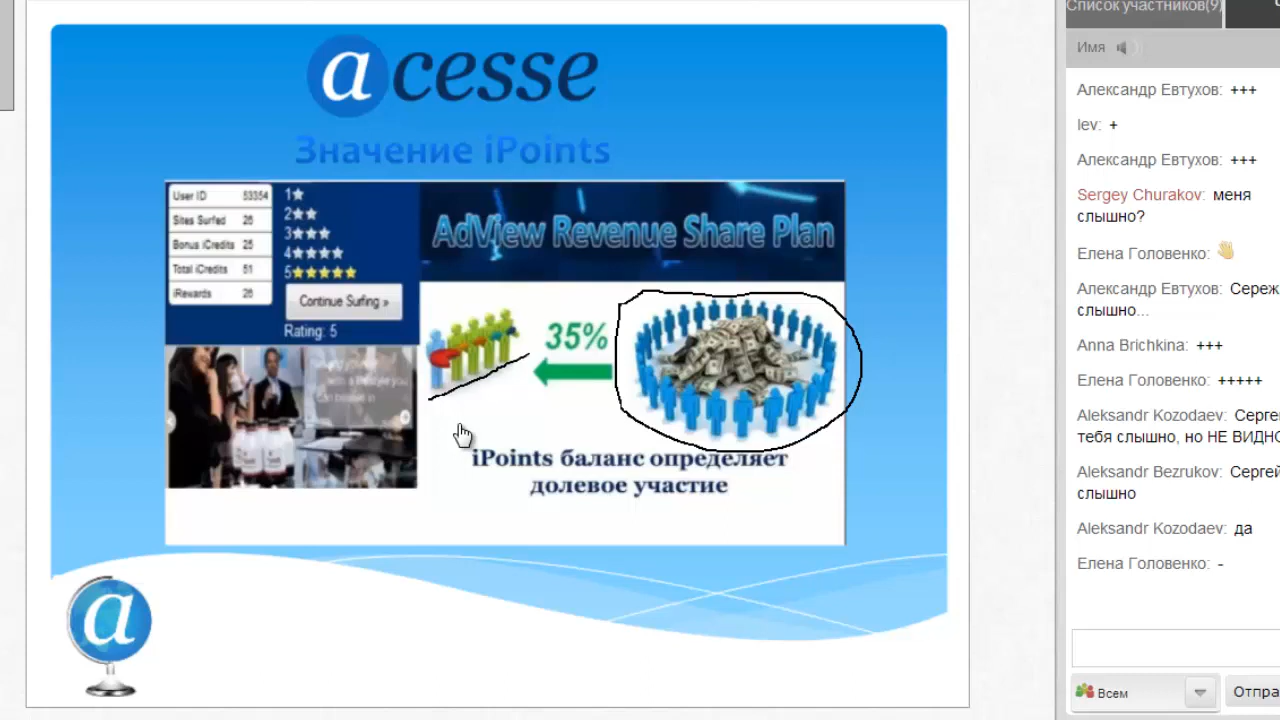 acesse
Значение iPoints
User ID 53354
Sites Surfed 26
Bonus iCredits 25
Total iCredits 51
iRewards 26
1
2
3
4
5
Continue Surfing »
Rating: 5
AdView Revenue Share Plan
35%
iPoints баланс определяет
долевое участие
a
Список участников(9)
Имя
Александр Евтухов: +++
lev: +
Александр Евтухов: +++
Sergey Churakov: меня
слышно?
Елена Головенко:
Александр Евтухов: Сереж
слышно...
Anna Brichkina: +++
Елена Головенко: +++++
Aleksandr Kozodaev: Серге
тебя слышно, но НЕ ВИДНО
Aleksandr Bezrukov: Сергей
слышно
Aleksandr Kozodaev: да
Елена Головенко: -
Всем
Отпра